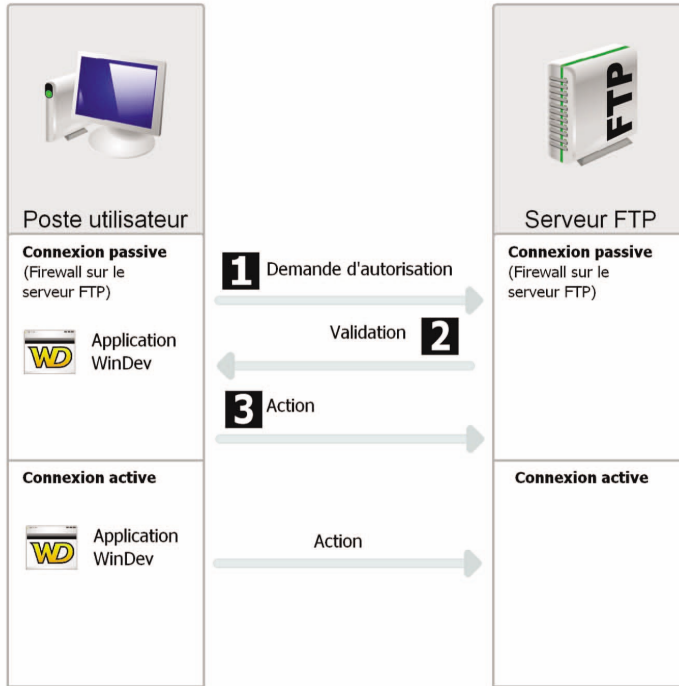 FTP
Poste utilisateur
Serveur FTP
Connexion passive
(Firewall sur le
serveur FTP)
Application
WinDev
WD
1 Demande d'autorisation
Validation 2
3 Action
Connexion passive
(Firewall sur le
serveur FTP)
Connexion active
Application
WinDev
WD
Action
Connexion active